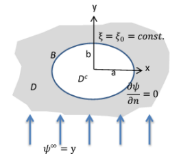 y
ξ = ξ₀ = const.
B
b
a
x
D
Dᶜ
∂ψ/∂n = 0
ψ^∞ = y